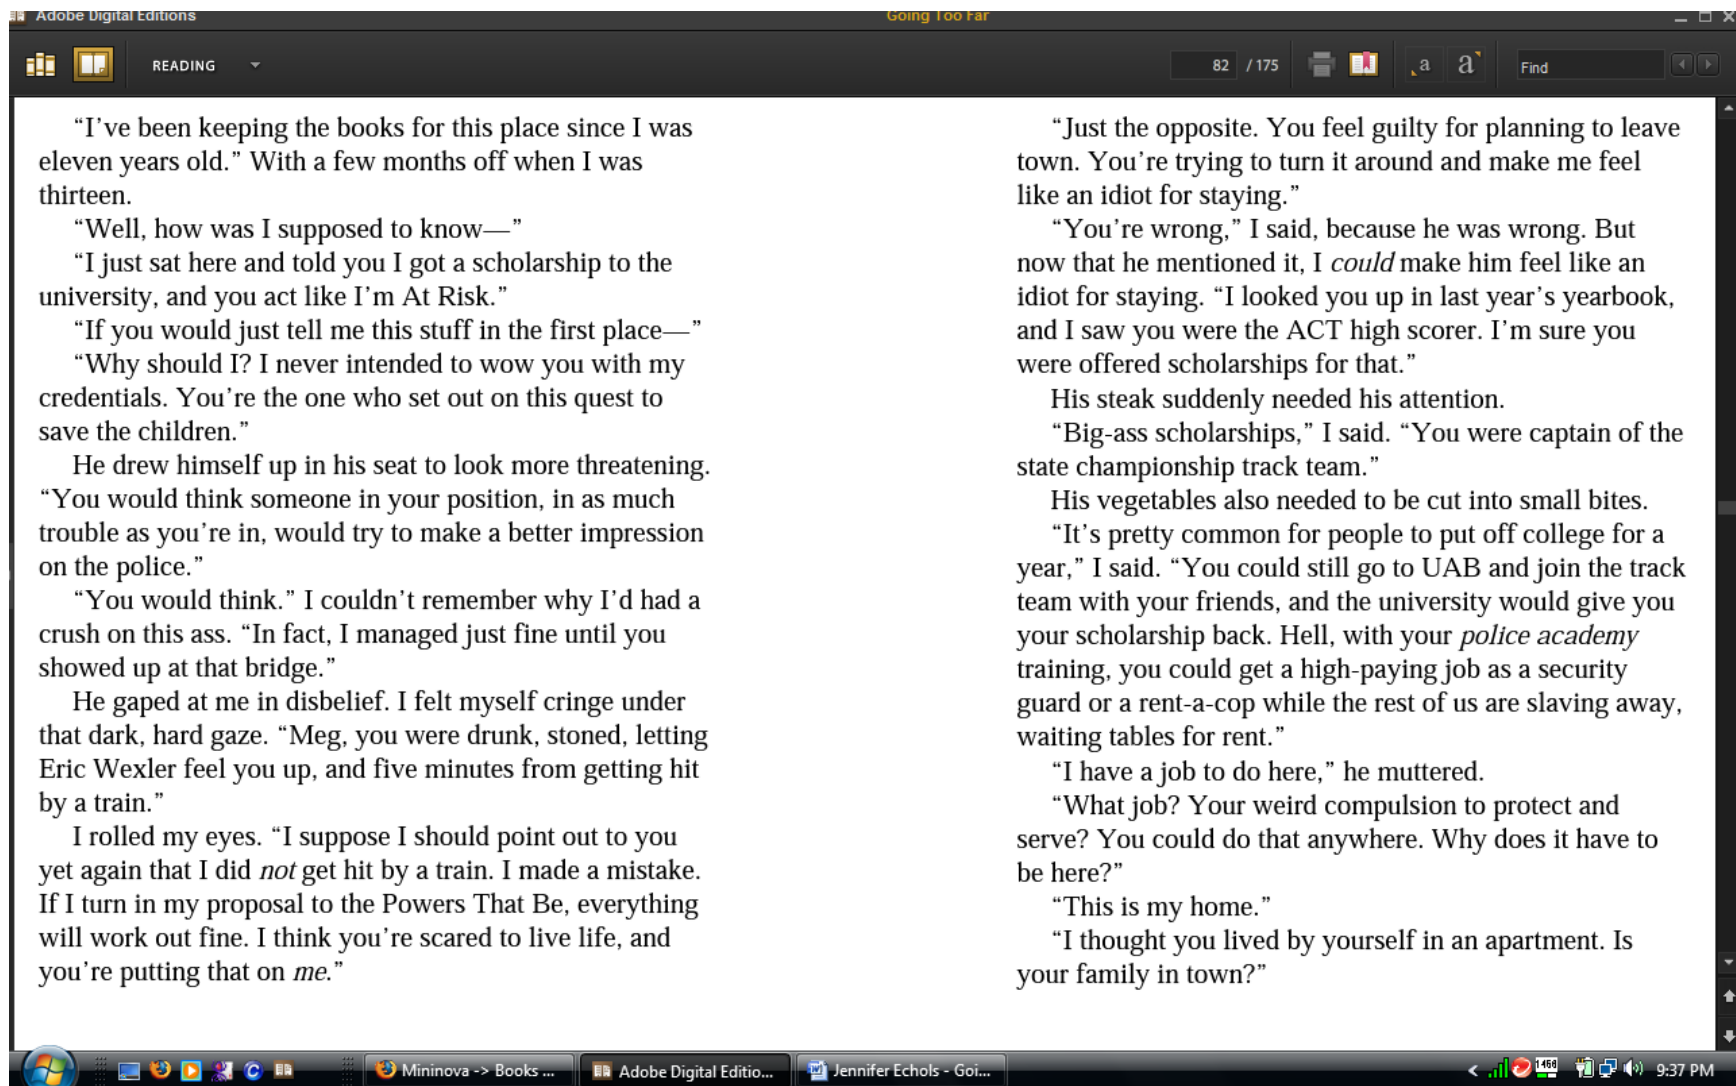 Adobe Digital Editions
Going Too Far
READING
82 / 175
a
a
Find
“I’ve been keeping the books for this place since I was
eleven years old.” With a few months off when I was
thirteen.
“Well, how was I supposed to know—”
“I just sat here and told you I got a scholarship to the
university, and you act like I’m At Risk.”
“If you would just tell me this stuff in the first place—”
“Why should I? I never intended to wow you with my
credentials. You’re the one who set out on this quest to
save the children.”
He drew himself up in his seat to look more threatening.
“You would think someone in your position, in as much
trouble as you’re in, would try to make a better impression
on the police.”
“You would think.” I couldn’t remember why I’d had a
crush on this ass. “In fact, I managed just fine until you
showed up at that bridge.”
He gaped at me in disbelief. I felt myself cringe under
that dark, hard gaze. “Meg, you were drunk, stoned, letting
Eric Wexler feel you up, and five minutes from getting hit
by a train.”
I rolled my eyes. “I suppose I should point out to you
yet again that I did not get hit by a train. I made a mistake.
If I turn in my proposal to the Powers That Be, everything
will work out fine. I think you’re scared to live life, and
you’re putting that on me.”
“Just the opposite. You feel guilty for planning to leave
town. You’re trying to turn it around and make me feel
like an idiot for staying.”
“You’re wrong,” I said, because he was wrong. But
now that he mentioned it, I could make him feel like an
idiot for staying. “I looked you up in last year’s yearbook,
and I saw you were the ACT high scorer. I’m sure you
were offered scholarships for that.”
His steak suddenly needed his attention.
“Big-ass scholarships,” I said. “You were captain of the
state championship track team.”
His vegetables also needed to be cut into small bites.
“It’s pretty common for people to put off college for a
year,” I said. “You could still go to UAB and join the track
team with your friends, and the university would give you
your scholarship back. Hell, with your police academy
training, you could get a high-paying job as a security
guard or a rent-a-cop while the rest of us are slaving away,
waiting tables for rent.”
“I have a job to do here,” he muttered.
“What job? Your weird compulsion to protect and
serve? You could do that anywhere. Why does it have to
be here?”
“This is my home.”
“I thought you lived by yourself in an apartment. Is
your family in town?”
Mininova -> Books ...
Adobe Digital Editio...
Jennifer Echols - Goi...
9:37 PM